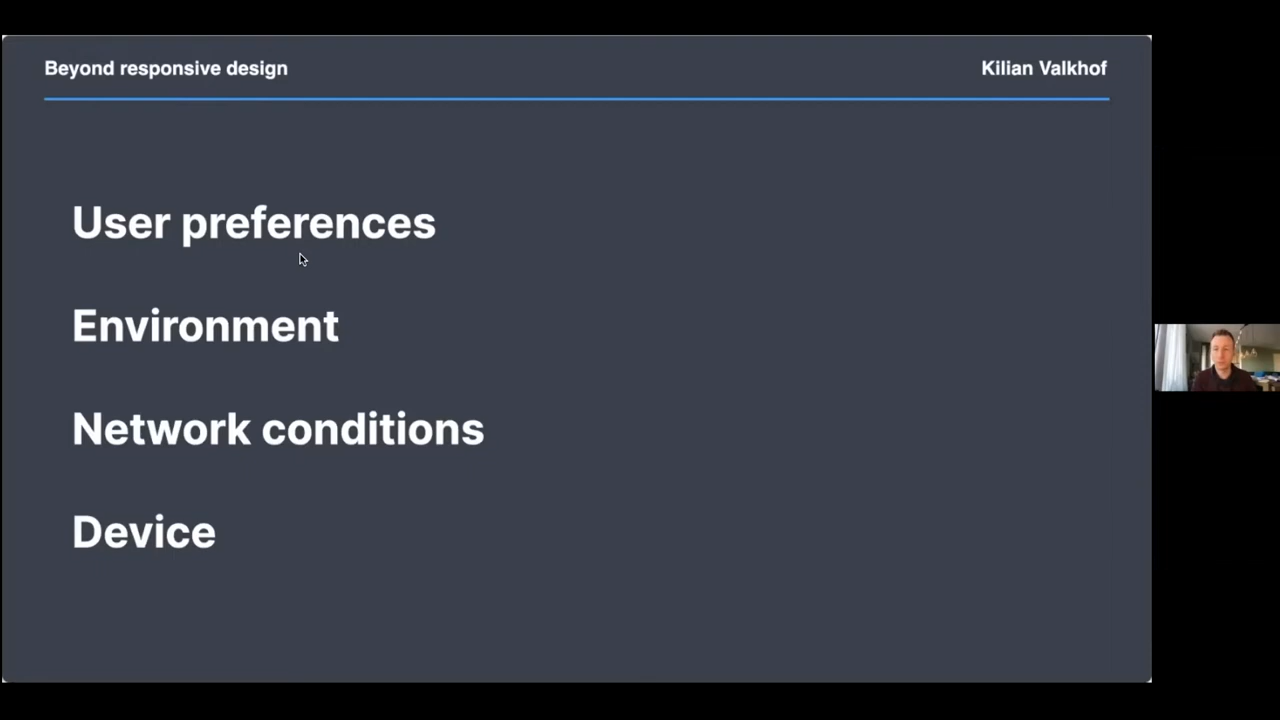 Beyond responsive design
Kilian Valkhof
User preferences
Environment
Network conditions
Device